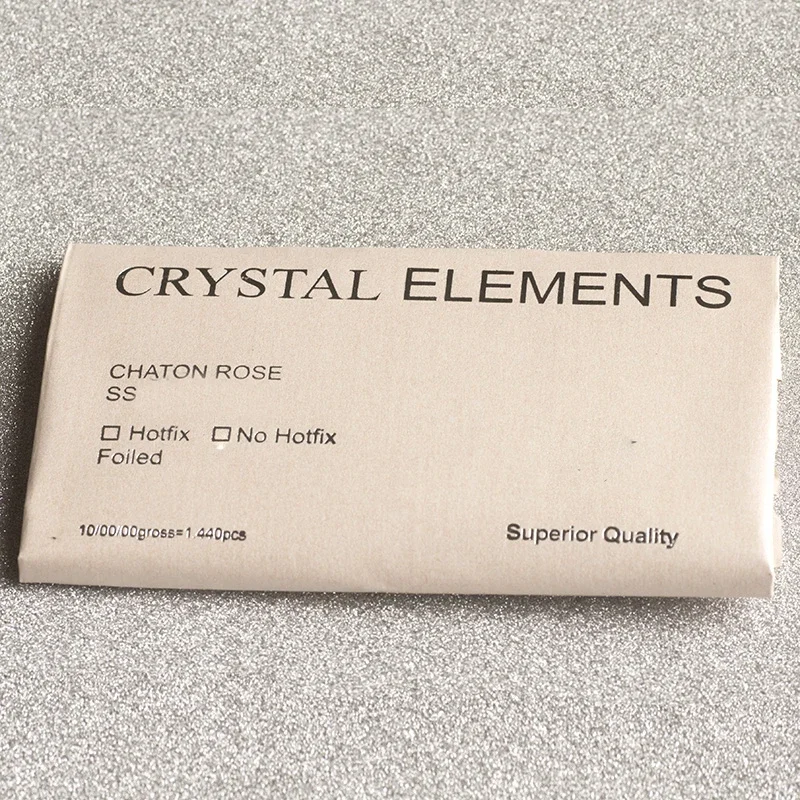 CRYSTAL ELEMENTS
CHATON ROSE
SS
☐ Hotfix ☐ No Hotfix
Foiled
10/00/00gross=1.440pcs
Superior Quality